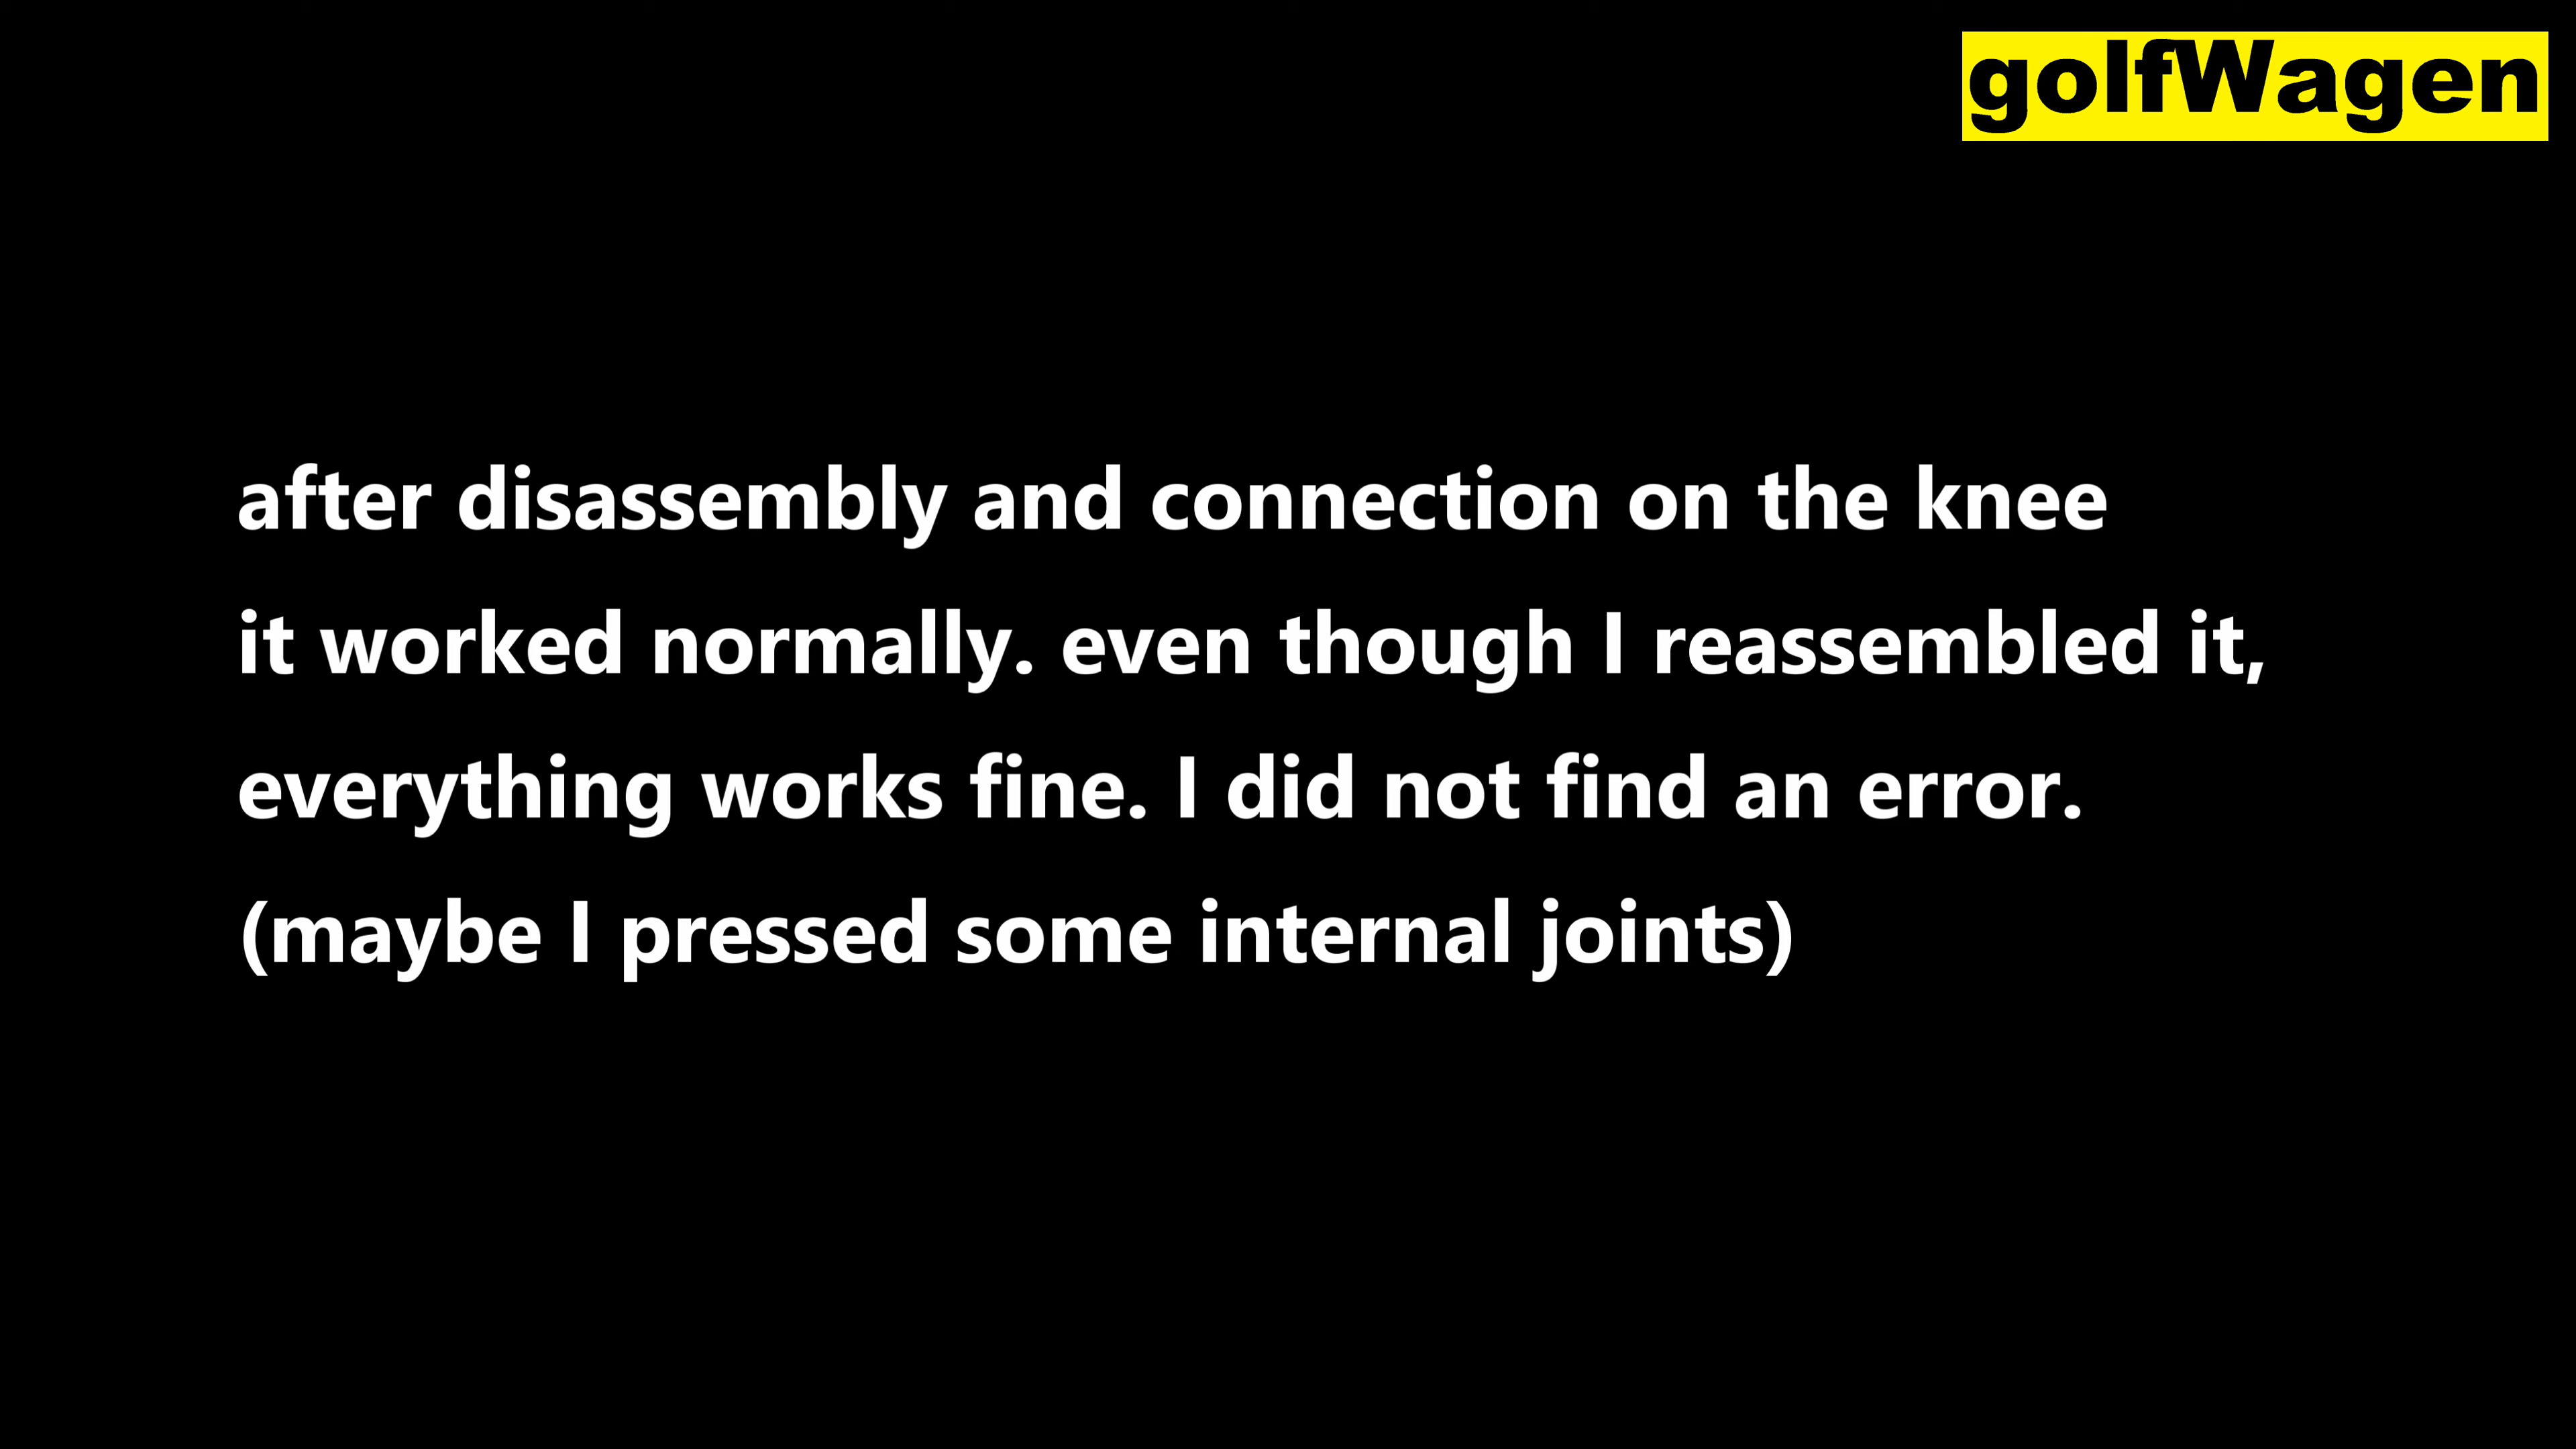 golfWagen
after disassembly and connection on the knee
it worked normally. even though I reassembled it,
everything works fine. I did not find an error.
(maybe I pressed some internal joints)